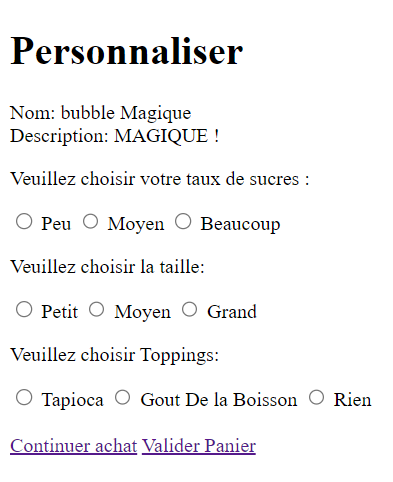 Personnaliser
Nom: bubble Magique
Description: MAGIQUE !
Veuillez choisir votre taux de sucres :
Peu Moyen Beaucoup
Veuillez choisir la taille:
Petit Moyen Grand
Veuillez choisir Toppings:
Tapioca Gout De la Boisson Rien
Continuer achat Valider Panier